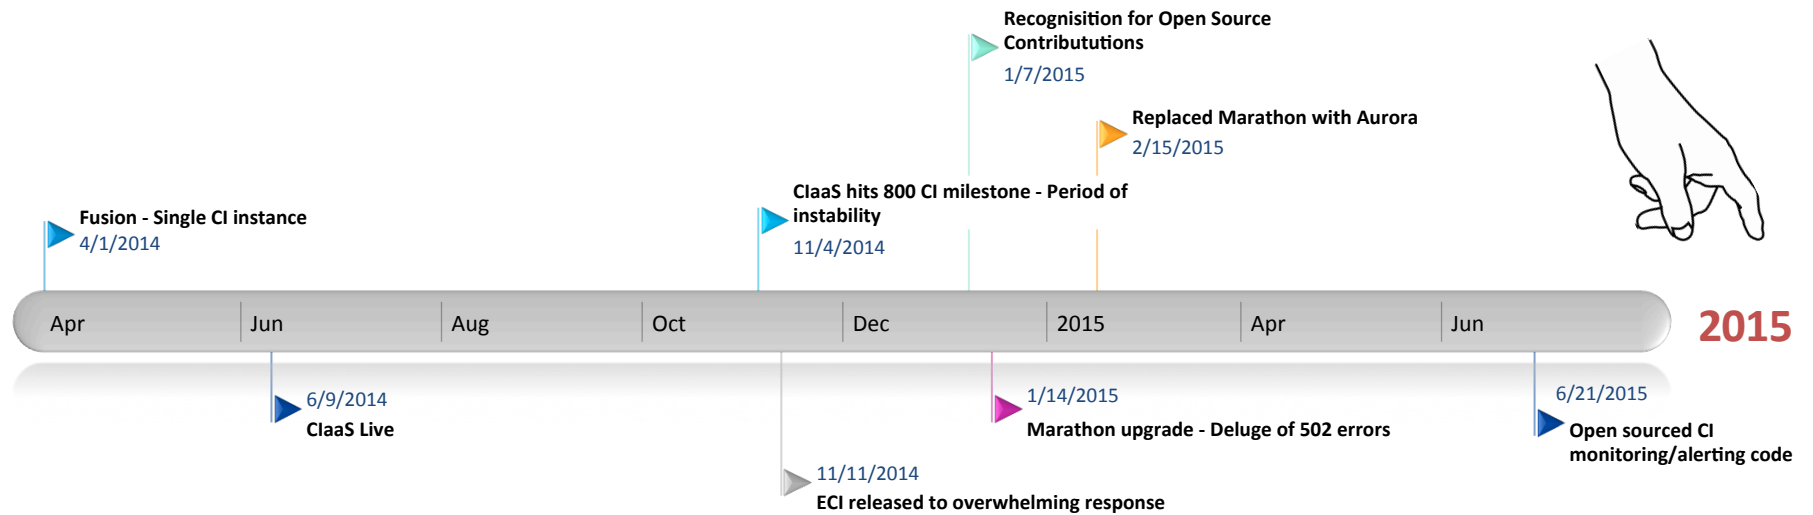 Recognisition for Open Source
Contribututions
1/7/2015
Replaced Marathon with Aurora
2/15/2015
CIaaS hits 800 CI milestone - Period of
instability
11/4/2014
Fusion - Single CI instance
4/1/2014
Apr
Jun
Aug
Oct
Dec
2015
Apr
Jun
2015
6/9/2014
CIaaS Live
1/14/2015
Marathon upgrade - Deluge of 502 errors
6/21/2015
Open sourced CI
monitoring/alerting code
11/11/2014
ECI released to overwhelming response